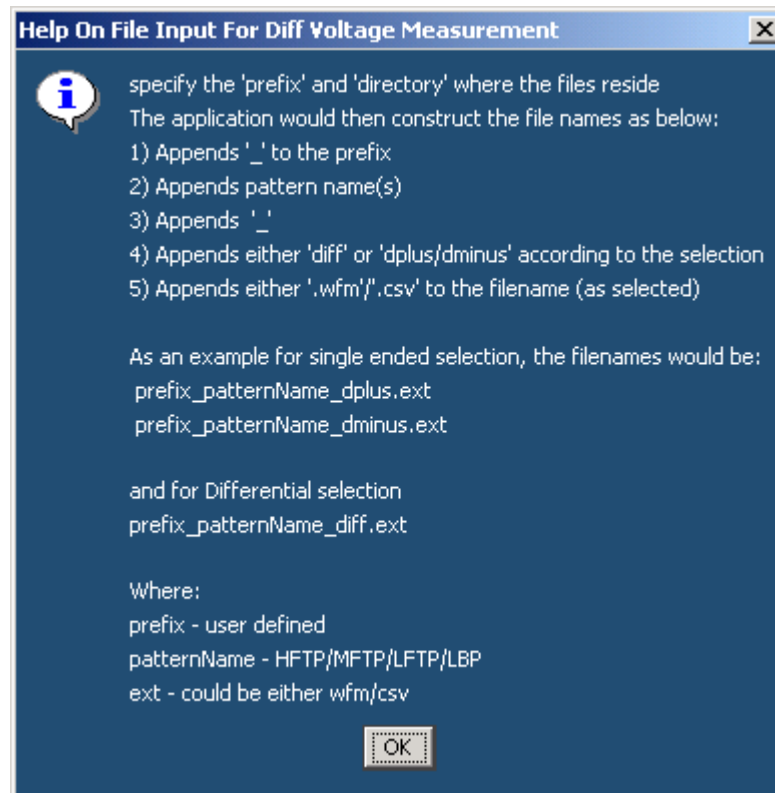 Help On File Input For Diff Voltage Measurement
specify the 'prefix' and 'directory' where the files reside
The application would then construct the file names as below:
1) Appends '_' to the prefix
2) Appends pattern name(s)
3) Appends  '_'
4) Appends either 'diff' or 'dplus/dminus' according to the selection
5) Appends either '.wfm'/'.csv' to the filename (as selected)
As an example for single ended selection, the filenames would be:
prefix_patternName_dplus.ext
prefix_patternName_dminus.ext
and for Differential selection
prefix_patternName_diff.ext
Where:
prefix - user defined
patternName - HFTP/MFTP/LFTP/LBP
ext - could be either wfm/csv
OK